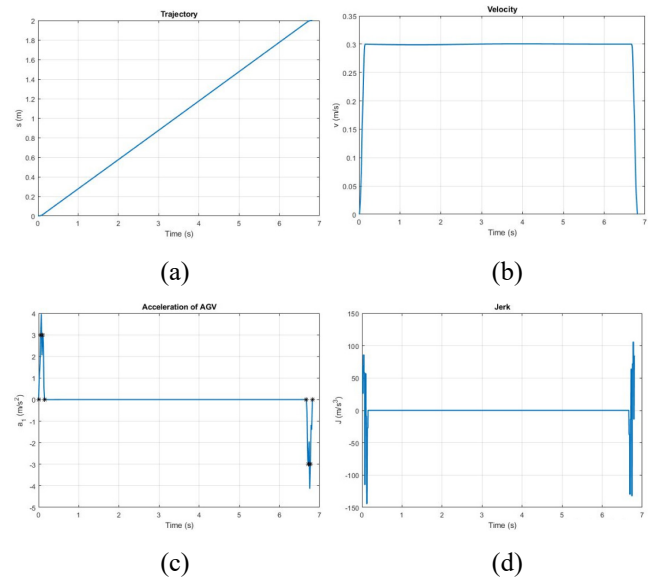 Trajectory
2
1.8
1.6
1.4
1.2
1
0.8
0.6
0.4
0.2
0
s (m)
0 1 2 3 4 5 6 7
Time (s)
(a)
Velocity
0.35
0.3
0.25
0.2
0.15
0.1
0.05
0
v (m/s)
0 1 2 3 4 5 6 7
Time (s)
(b)
Acceleration of AGV
4
3
2
1
0
-1
-2
-3
-4
-5
a1 (m/s2)
0 1 2 3 4 5 6 7
Time (s)
(c)
Jerk
150
100
50
0
-50
-100
-150
J (m/s3)
0 1 2 3 4 5 6 7
Time (s)
(d)